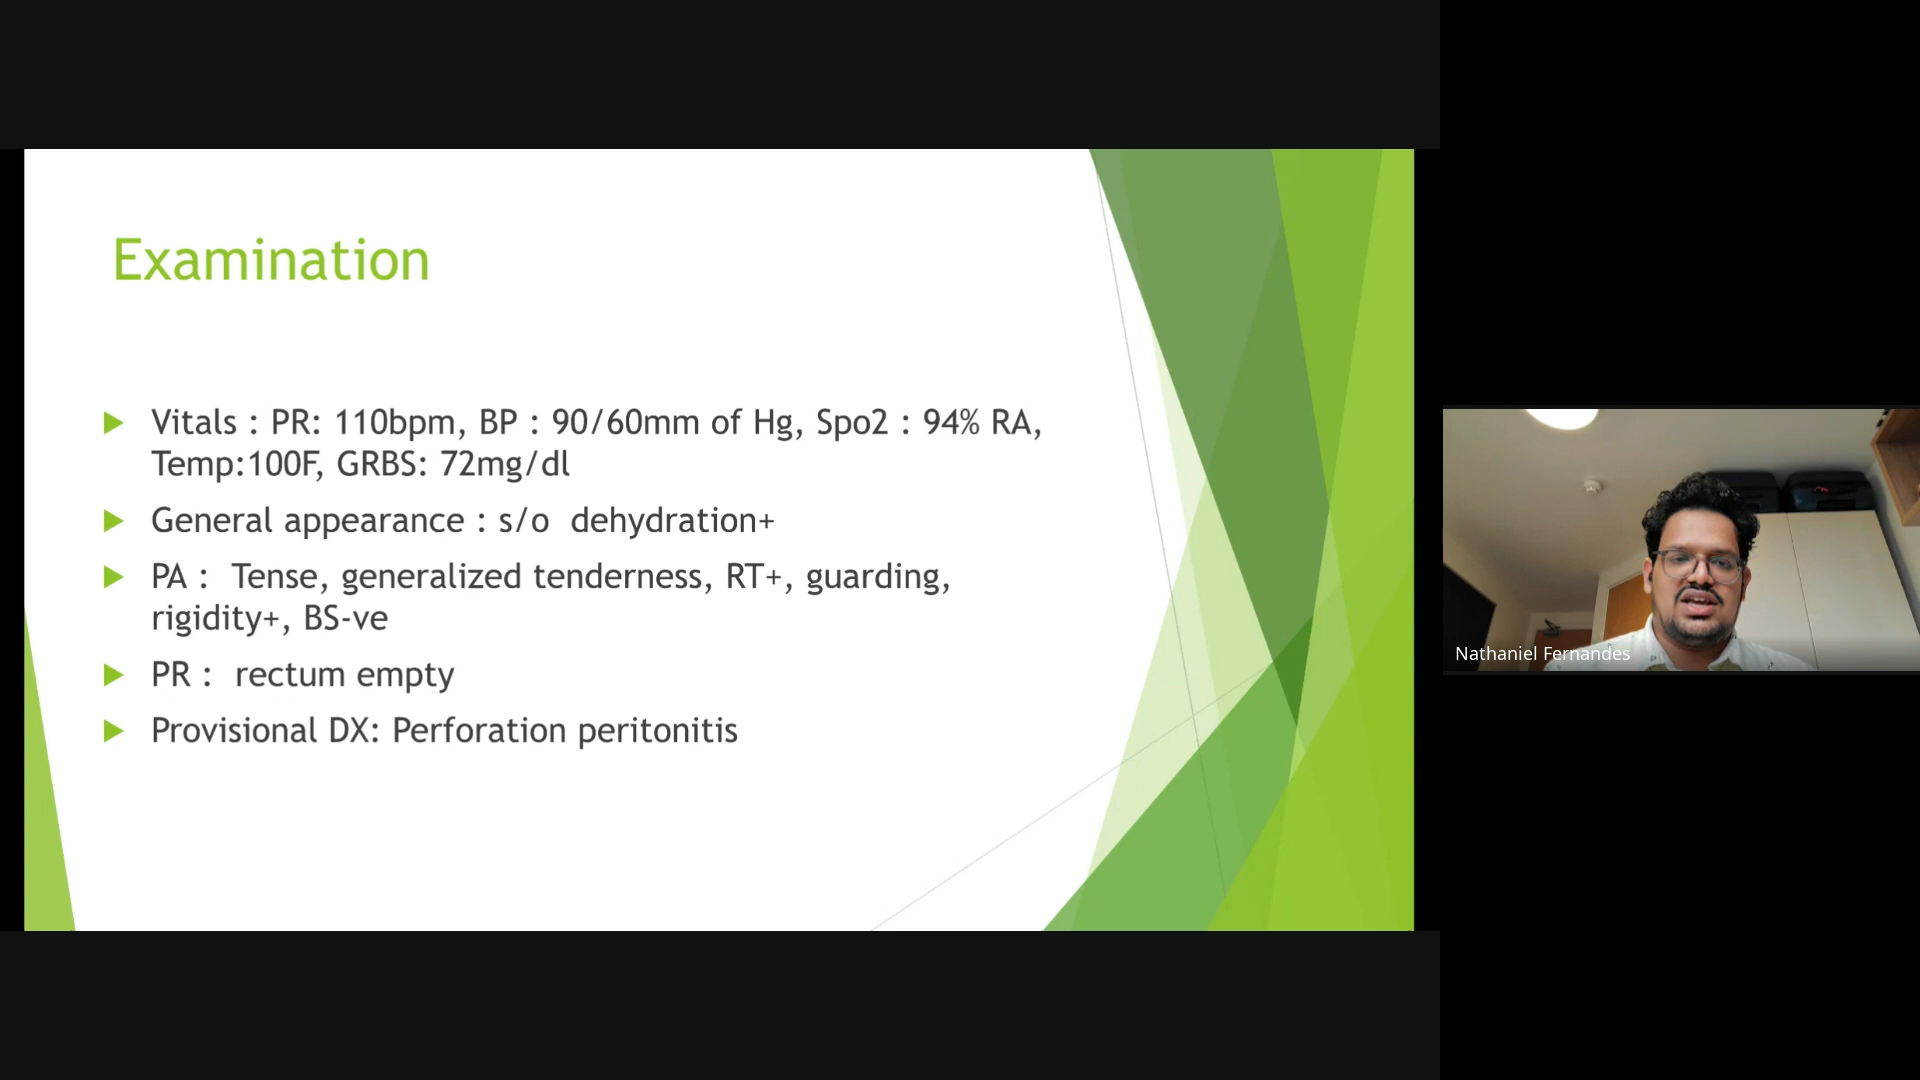 Examination
Vitals : PR: 110bpm, BP : 90/60mm of Hg, Spo2 : 94% RA,
Temp:100F, GRBS: 72mg/dl
General appearance : s/o dehydration+
PA : Tense, generalized tenderness, RT+, guarding,
rigidity+, BS-ve
PR : rectum empty
Provisional DX: Perforation peritonitis
Nathaniel Fernandes